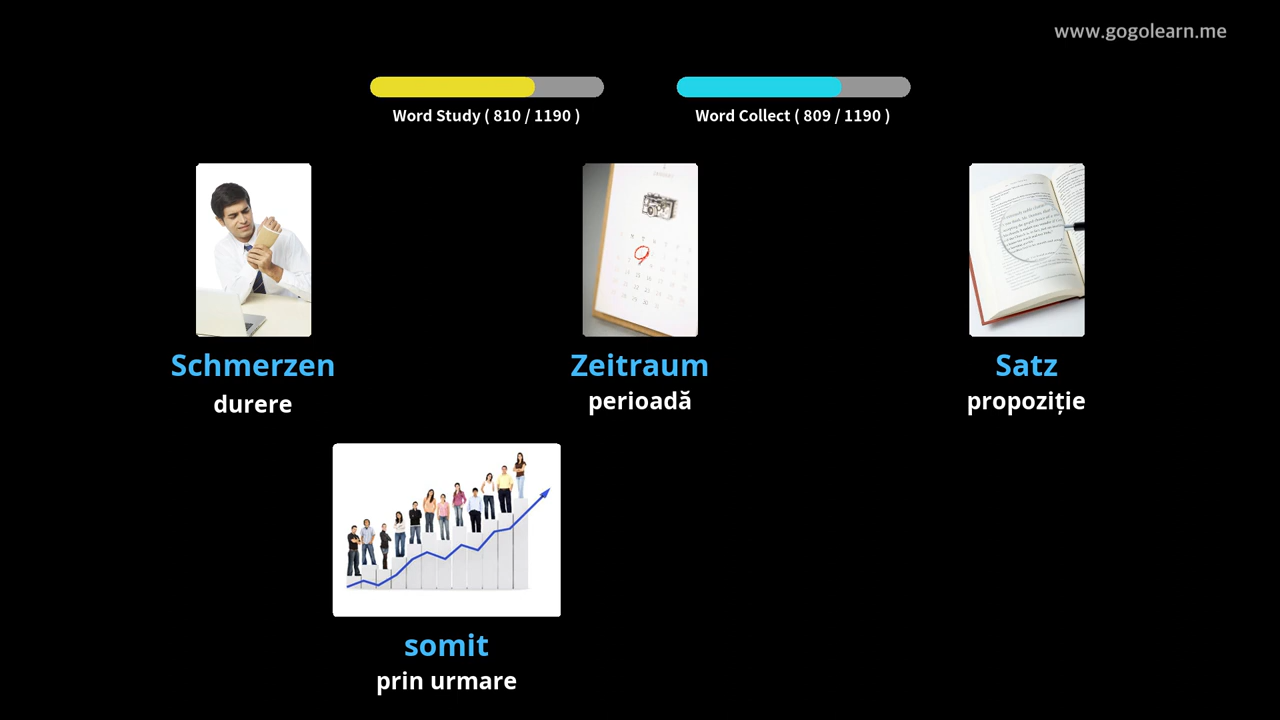 www.gogolearn.me
Word Study ( 810 / 1190 )
Word Collect ( 809 / 1190 )
Schmerzen
durere
Zeitraum
perioadă
Satz
propoziție
somit
prin urmare